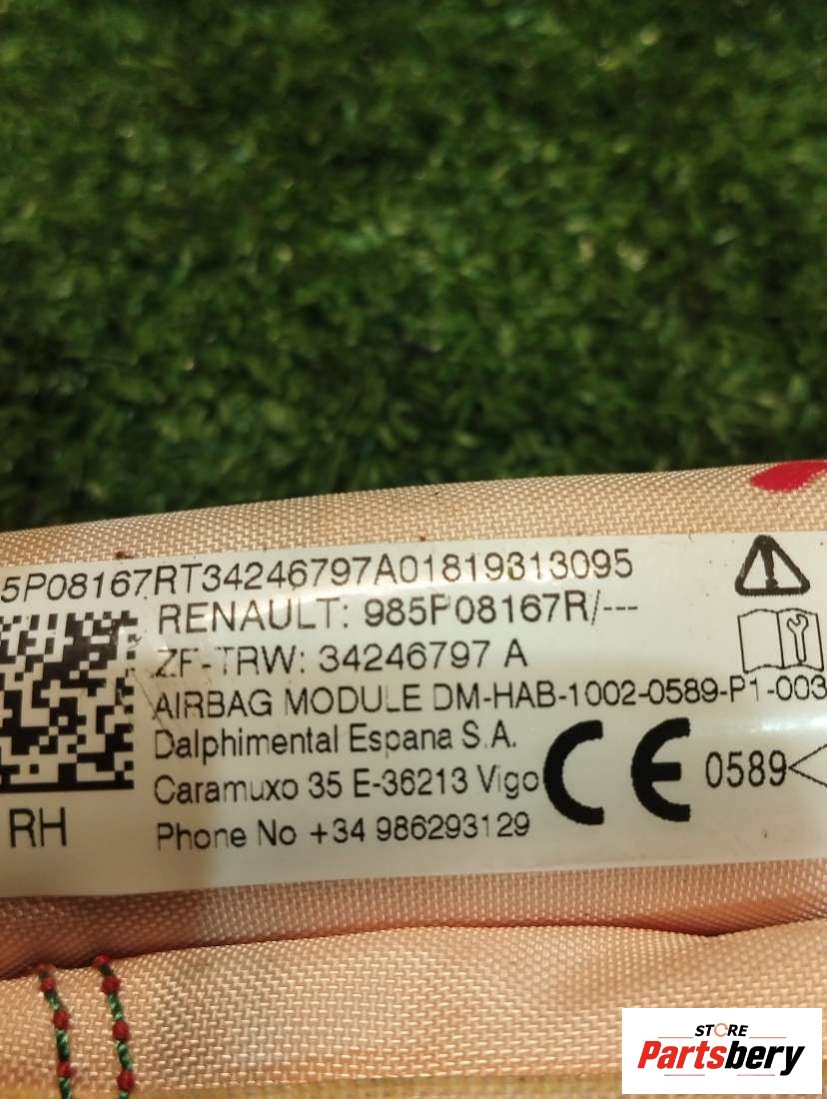 5P08167RT34246797A01819313095
RENAULT: 985P08167R/---
ZF-TRW: 34246797 A
AIRBAG MODULE DM-HAB-1002-0589-P1-003
Dalphimental Espana S.A.
Caramuxo 35 E-36213 Vigo
Phone No +34 986293129
RH
CE 0589
STORE
Partsbery